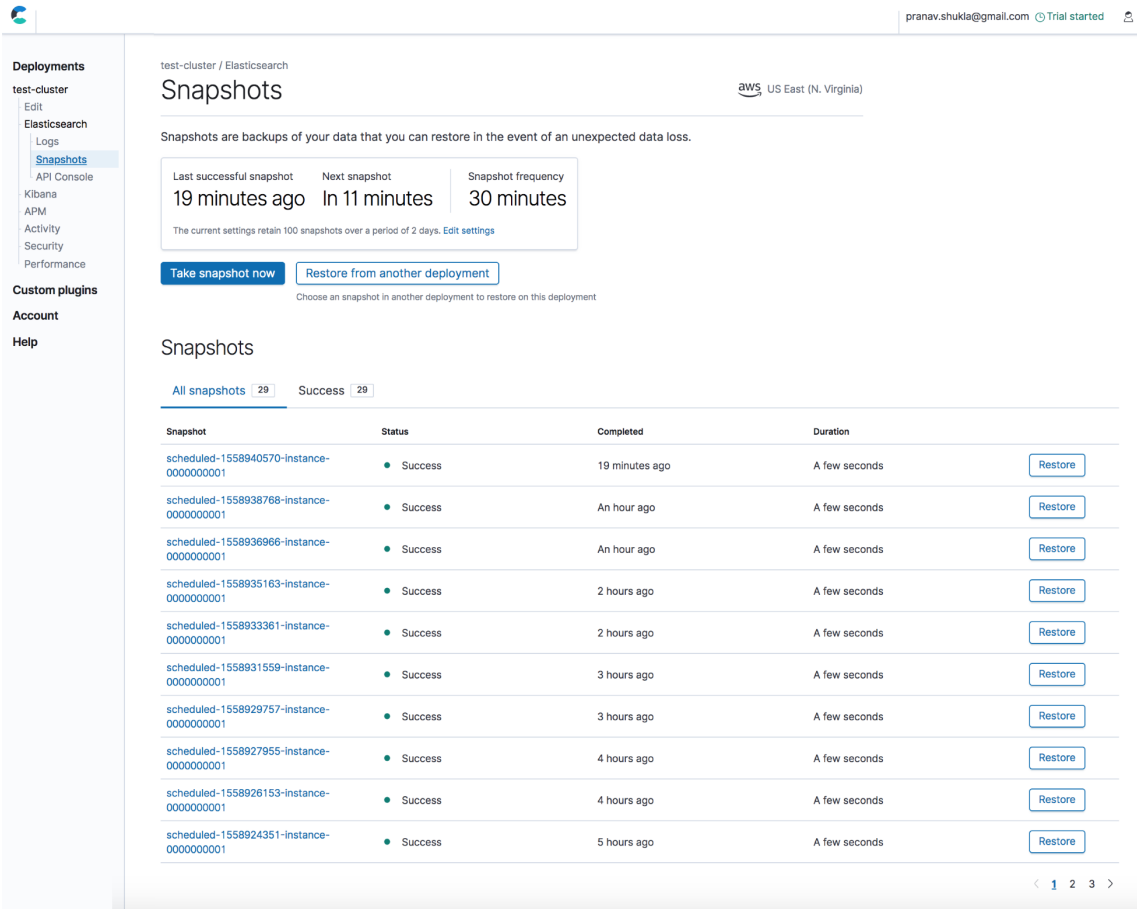 pranav.shukla@gmail.com Trial started
Deployments
test-cluster
Edit
Elasticsearch
Logs
Snapshots
API Console
Kibana
APM
Activity
Security
Performance
Custom plugins
Account
Help
test-cluster / Elasticsearch
Snapshots
aws US East (N. Virginia)
Snapshots are backups of your data that you can restore in the event of an unexpected data loss.
Last successful snapshot Next snapshot Snapshot frequency
19 minutes ago In 11 minutes 30 minutes
The current settings retain 100 snapshots over a period of 2 days. Edit settings
Take snapshot now Restore from another deployment
Choose an snapshot in another deployment to restore on this deployment
Snapshots
All snapshots 29 Success 29
Snapshot Status Completed Duration
scheduled-1558940570-instance-
0000000001 Success 19 minutes ago A few seconds Restore
scheduled-1558938768-instance-
0000000001 Success An hour ago A few seconds Restore
scheduled-1558936966-instance-
0000000001 Success An hour ago A few seconds Restore
scheduled-1558935163-instance-
0000000001 Success 2 hours ago A few seconds Restore
scheduled-1558933361-instance-
0000000001 Success 2 hours ago A few seconds Restore
scheduled-1558931559-instance-
0000000001 Success 3 hours ago A few seconds Restore
scheduled-1558929757-instance-
0000000001 Success 3 hours ago A few seconds Restore
scheduled-1558927955-instance-
0000000001 Success 4 hours ago A few seconds Restore
scheduled-1558926153-instance-
0000000001 Success 4 hours ago A few seconds Restore
scheduled-1558924351-instance-
0000000001 Success 5 hours ago A few seconds Restore
1 2 3